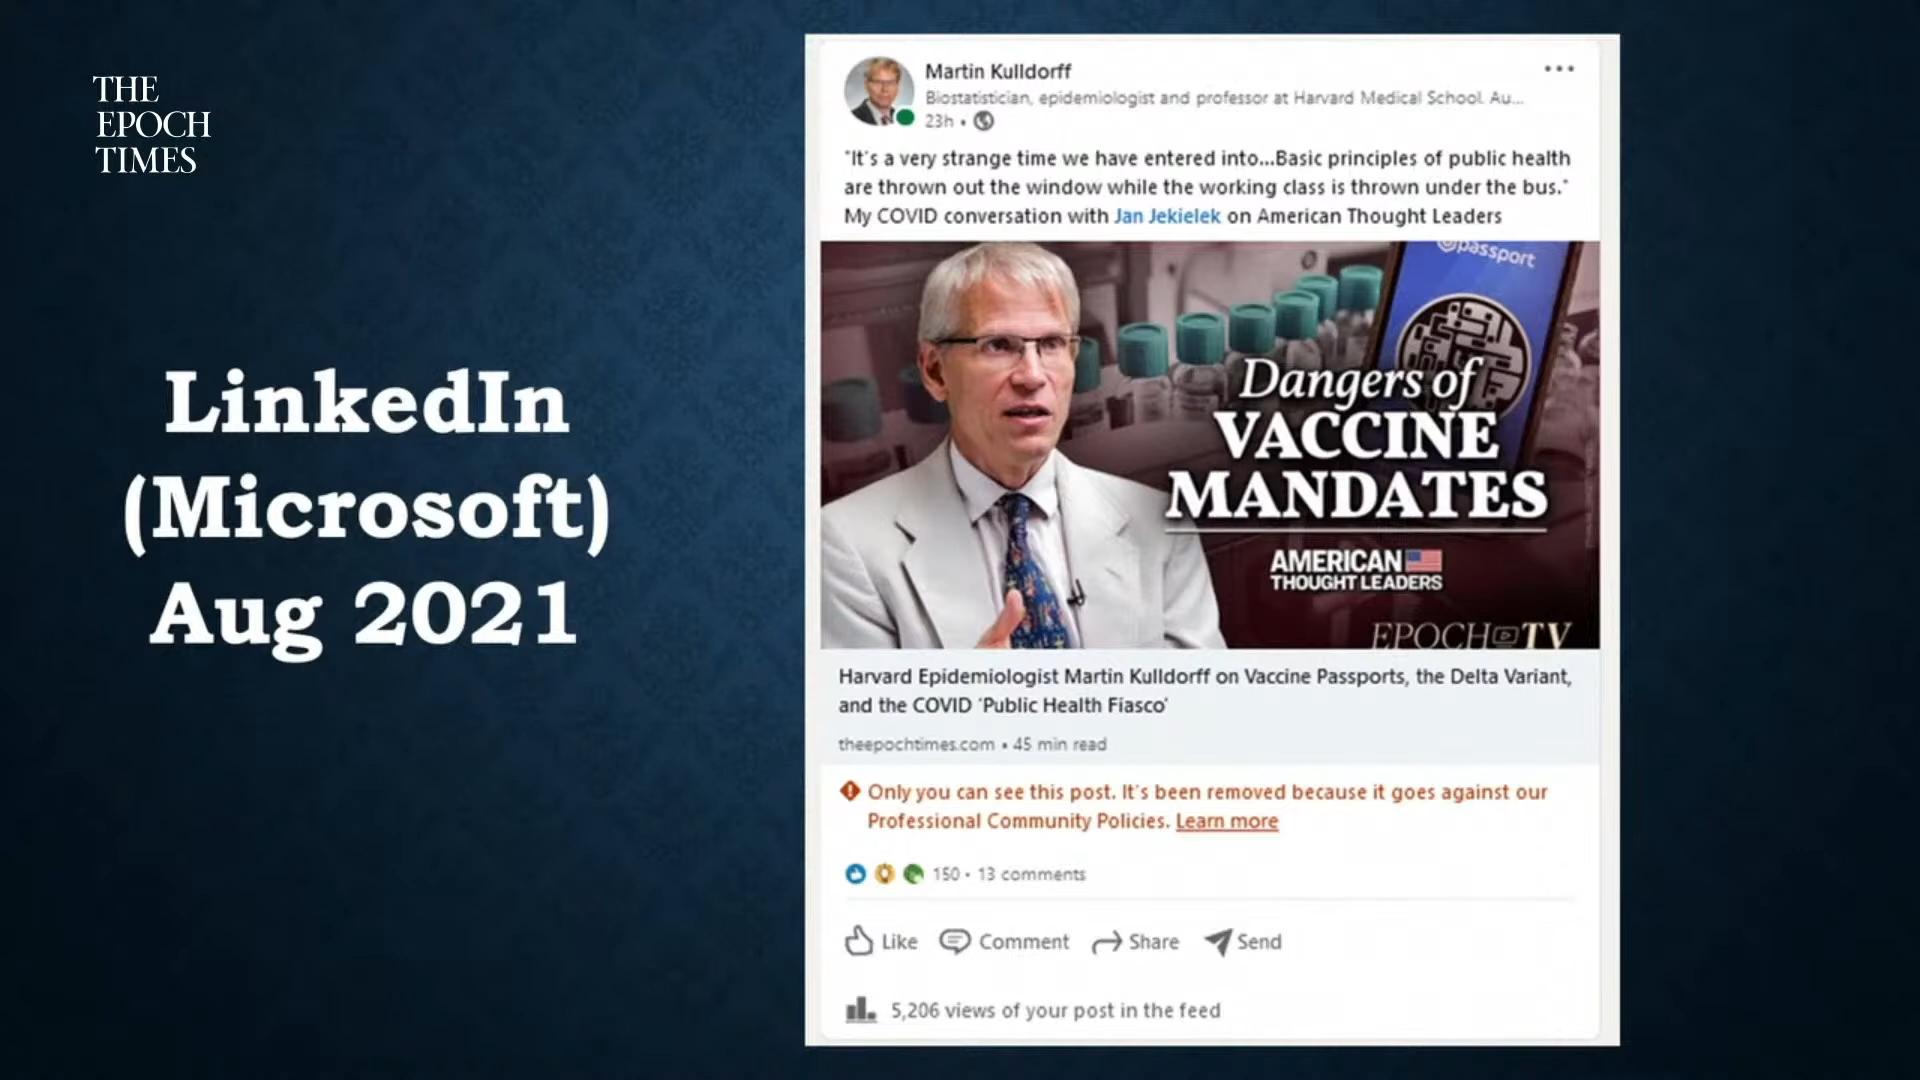 THE
EPOCH
TIMES
LinkedIn
(Microsoft)
Aug 2021
Martin Kulldorff
Biostatistician, epidemiologist and professor at Harvard Medical School. Au...
23h •
"It's a very strange time we have entered into...Basic principles of public health
are thrown out the window while the working class is thrown under the bus."
My COVID conversation with Jan Jekielek on American Thought Leaders
passport
Dangers of
VACCINE
MANDATES
AMERICAN
THOUGHT LEADERS
EPOCH TV
Harvard Epidemiologist Martin Kulldorff on Vaccine Passports, the Delta Variant,
and the COVID 'Public Health Fiasco'
theepochtimes.com • 45 min read
Only you can see this post. It's been removed because it goes against our
Professional Community Policies. Learn more
150 • 13 comments
Like Comment Share Send
5,206 views of your post in the feed